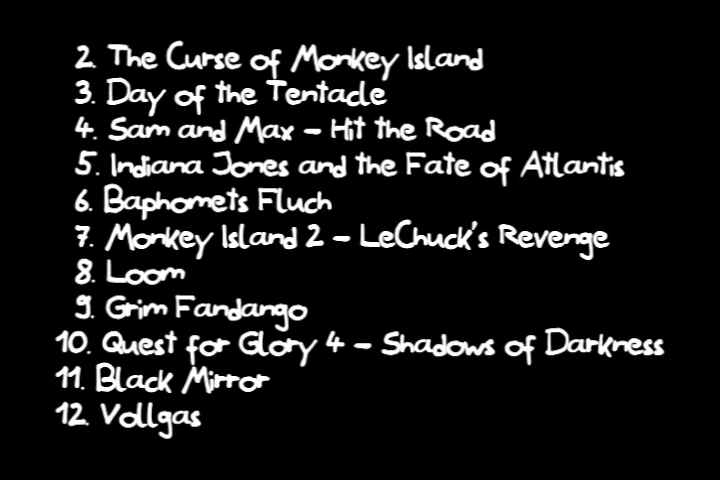 2. The Curse of Monkey Island
3. Day of the Tentacle
4. Sam and Max – Hit the Road
5. Indiana Jones and the Fate of Atlantis
6. Baphomets Fluch
7. Monkey Island 2 – LeChuck's Revenge
8. Loom
9. Grim Fandango
10. Quest for Glory 4 – Shadows of Darkness
11. Black Mirror
12. Vollgas